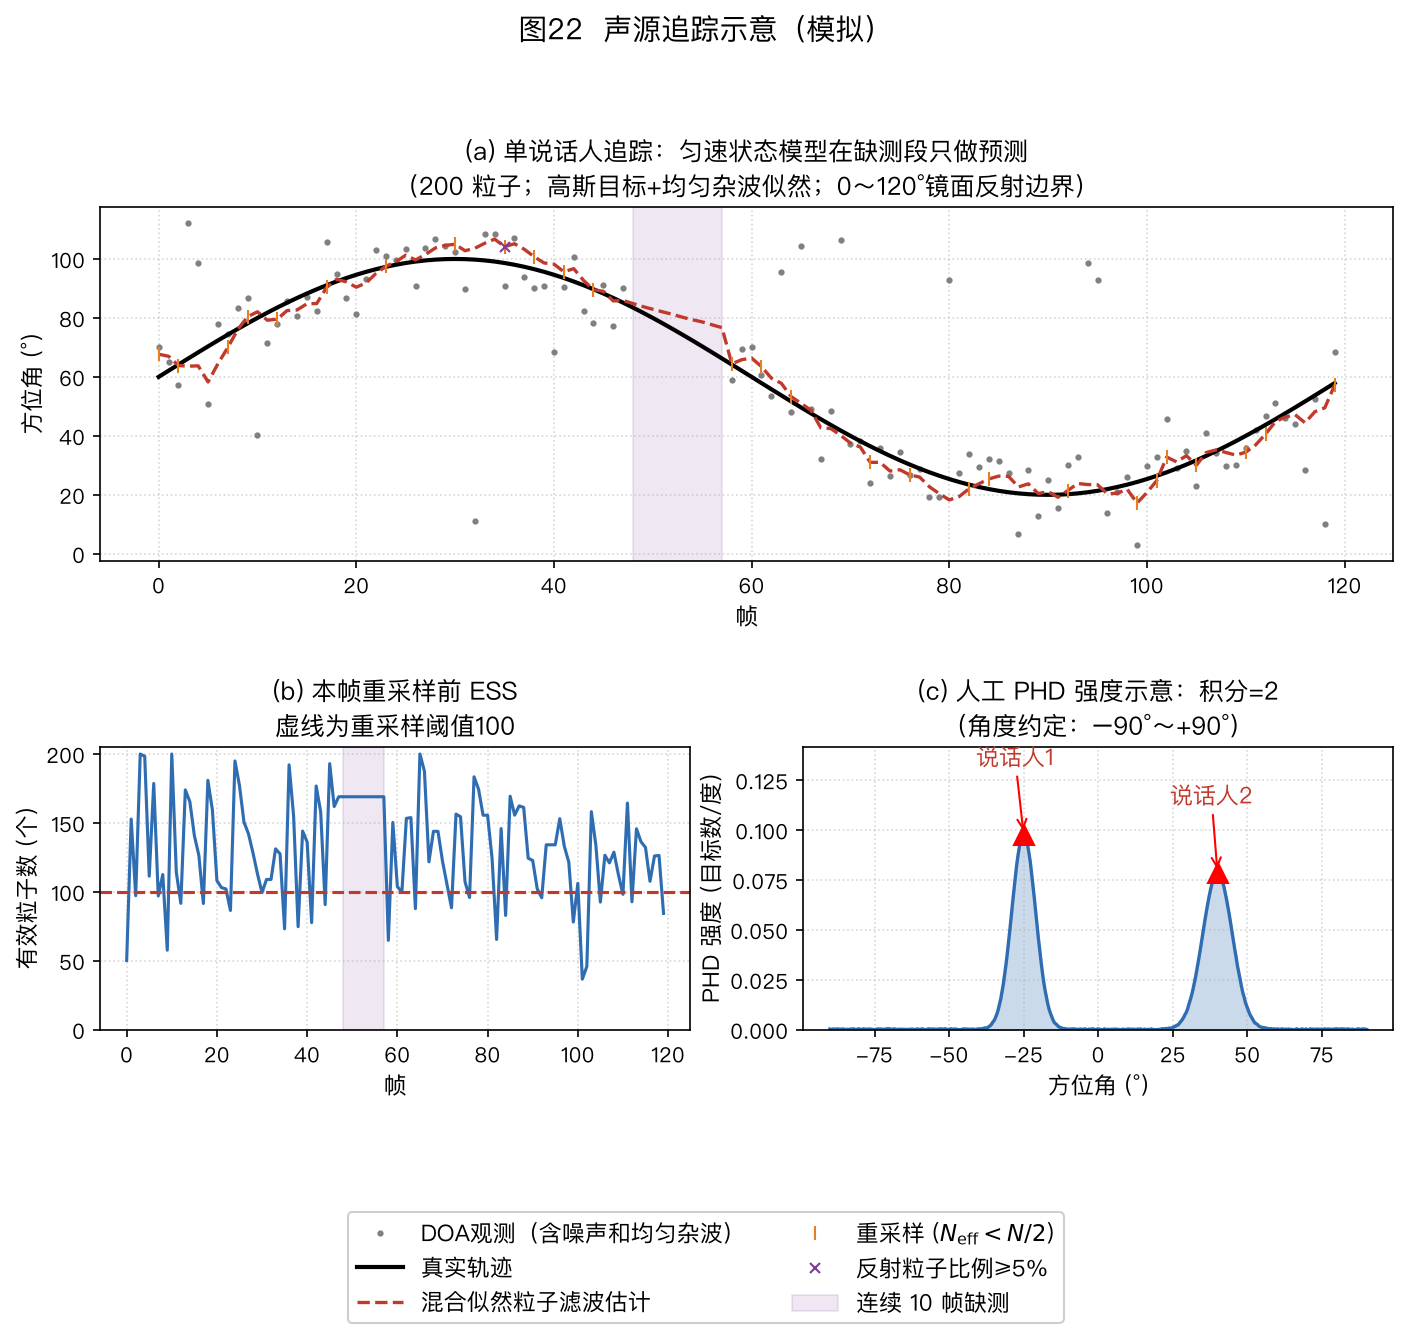 图22 声源追踪示意（模拟）
(a) 单说话人追踪：匀速状态模型在缺测段只做预测
(200 粒子；高斯目标+均匀杂波似然；0～120°镜面反射边界)
方位角 (°)
100
80
60
40
20
0
0 20 40 60 80 100 120
帧
(b) 本帧重采样前 ESS
虚线为重采样阈值100
有效粒子数 (个)
200
150
100
50
0
0 20 40 60 80 100 120
帧
(c) 人工 PHD 强度示意：积分=2
(角度约定：−90°～+90°)
说话人1
说话人2
PHD 强度 (目标数/度)
0.125
0.100
0.075
0.050
0.025
0.000
−75 −50 −25 0 25 50 75
方位角 (°)
DOA观测（含噪声和均匀杂波）
真实轨迹
混合似然粒子滤波估计
重采样 (N_eff < N/2)
反射粒子比例≥5%
连续 10 帧缺测